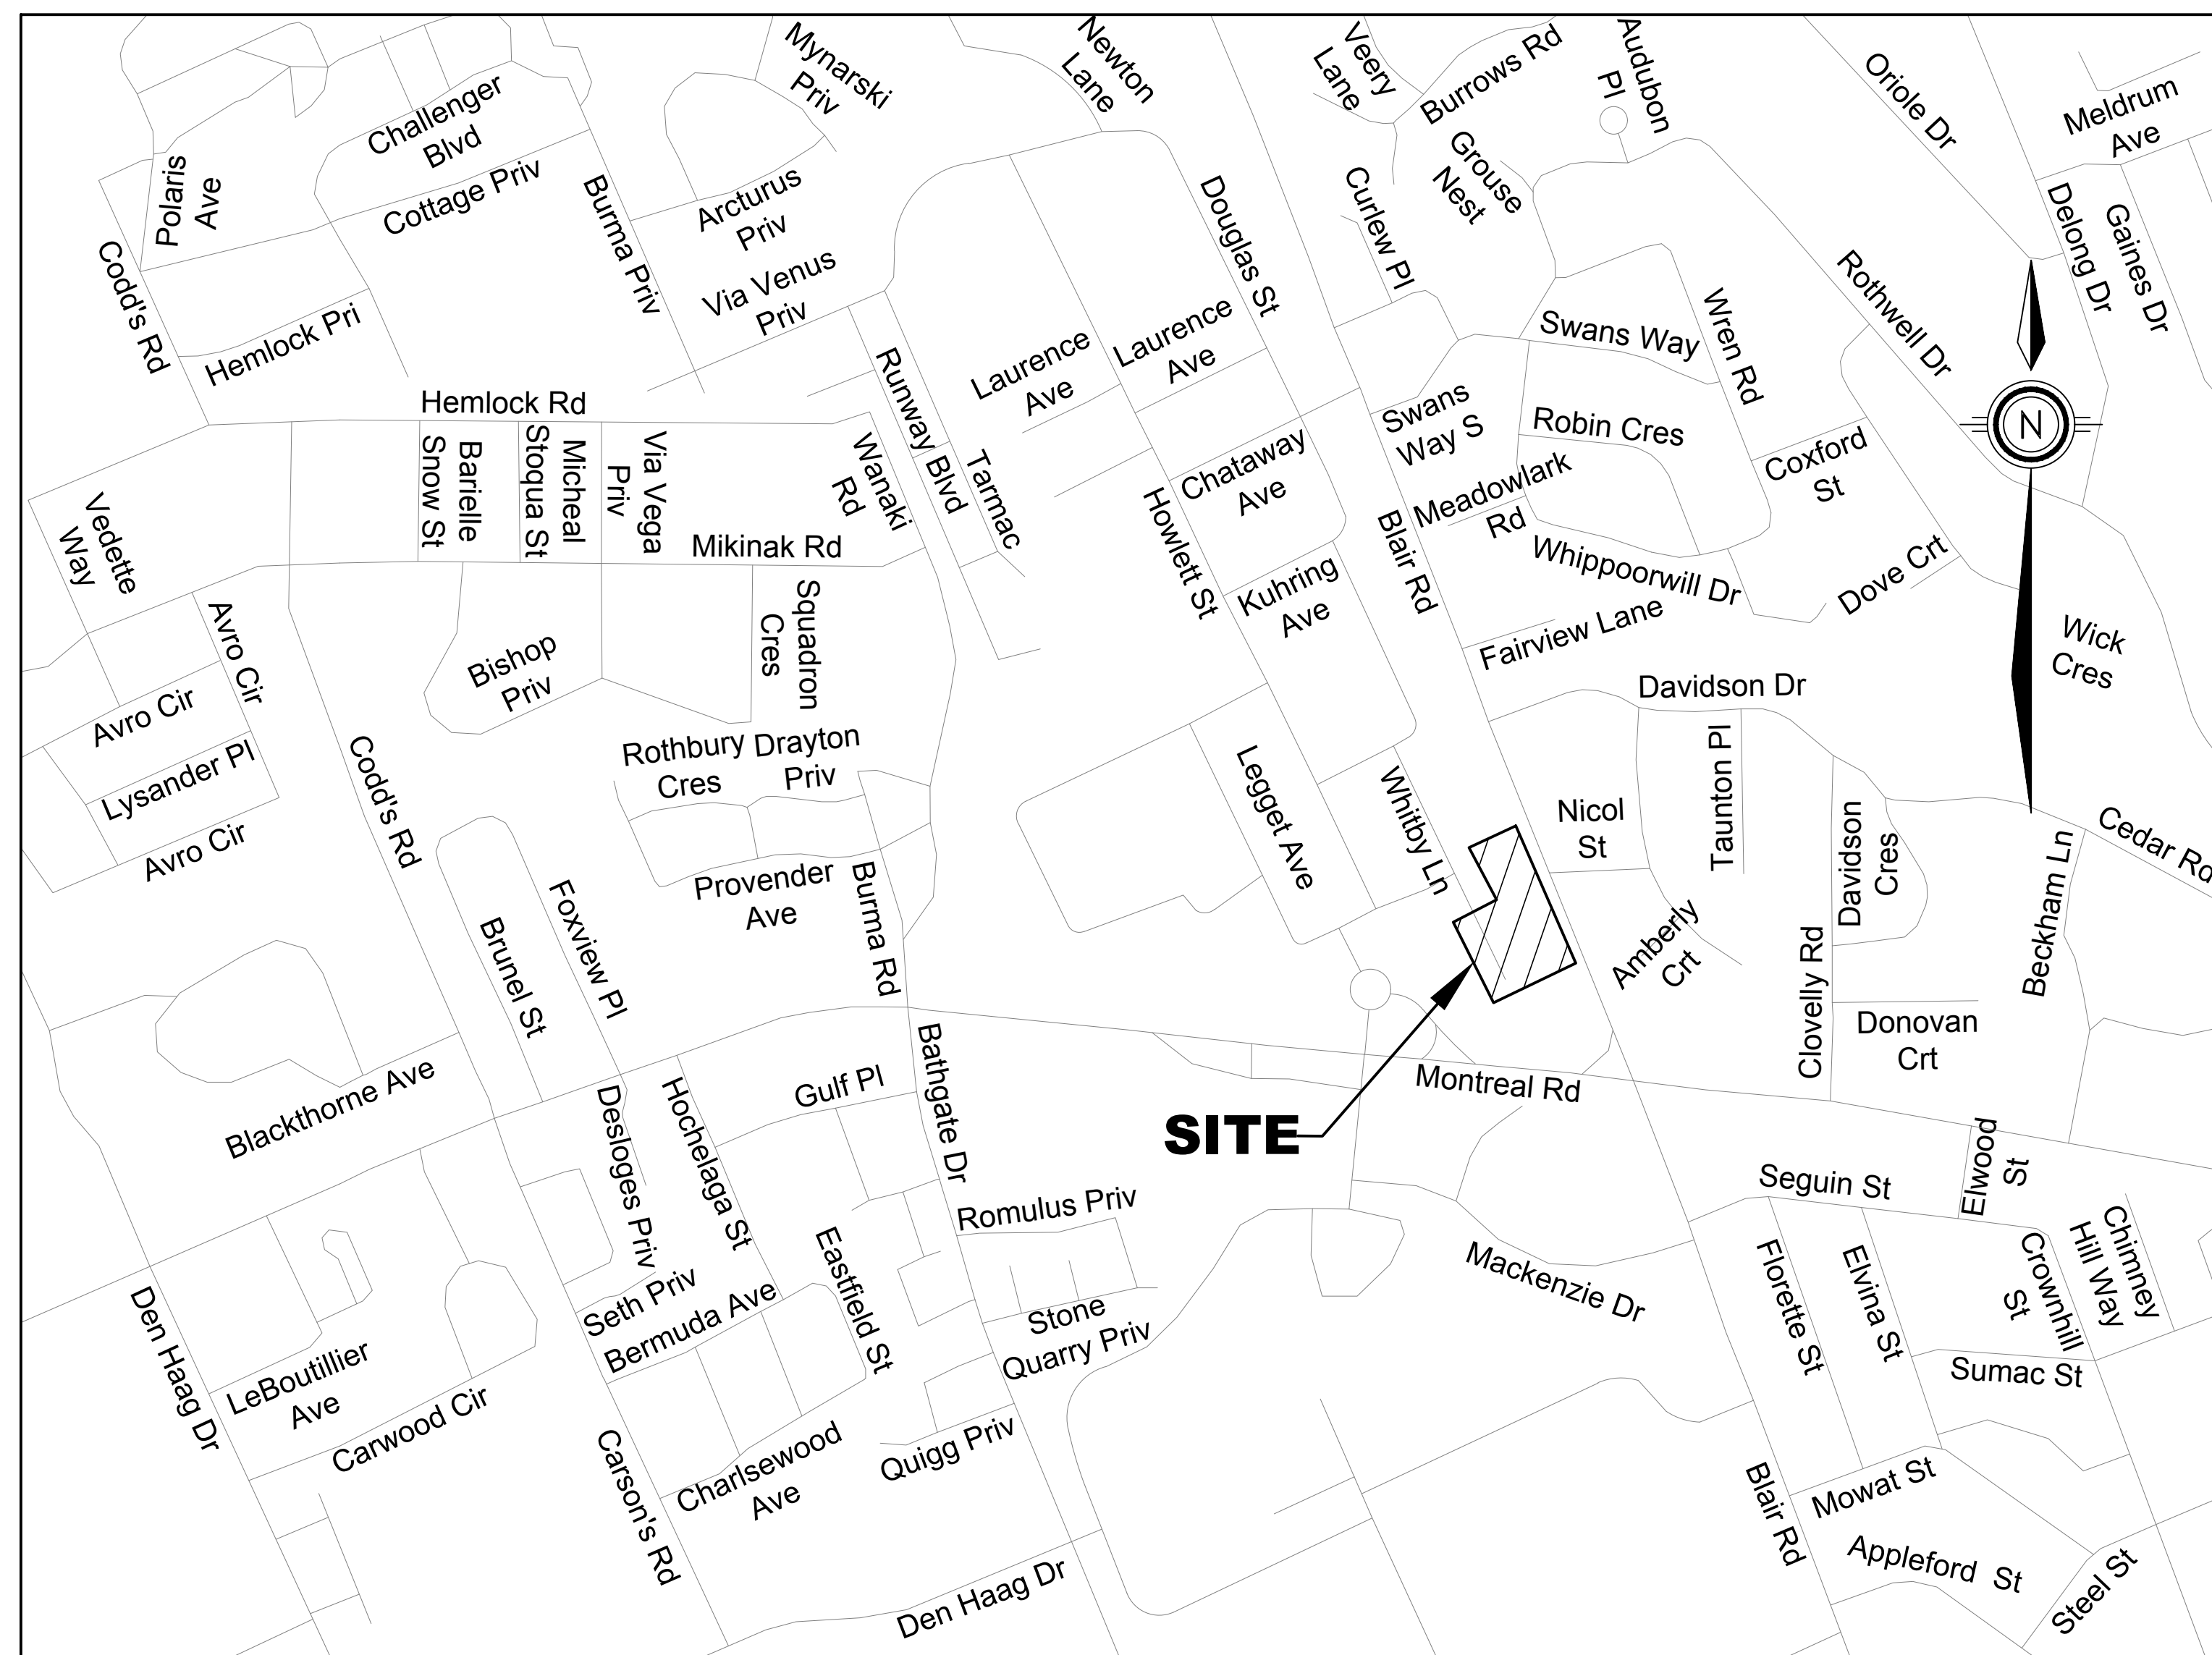 Mynarski
Priv
Newton
Lane
Veery
Lane
Burrows Rd
Audubon
Pl
Oriole Dr
Meldrum
Ave
Challenger
Blvd
Polaris
Ave
Cottage Priv
Burma Priv
Arcturus
Priv
Via Venus
Priv
Douglas St
Curlew Pl
Grouse
Nest
Delong Dr
Gaines Dr
Codd's Rd
Hemlock Pri
Laurence
Ave
Laurence
Ave
Swans Way
Wren Rd
Rothwell Dr
Hemlock Rd
Runway Blvd
Tarmac
Swans
Way S
Robin Cres
N
Barielle
Snow St
Micheal
Stoqua St
Via Vega
Priv
Wanaki
Rd
Chataway
Ave
Meadowlark
Rd
Coxford
St
Vedette
Way
Mikinak Rd
Howlett St
Blair Rd
Whippoorwill Dr
Dove Crt
Kuhring
Ave
Fairview Lane
Wick
Cres
Avro Cir
Avro Cir
Bishop
Priv
Squadron
Cres
Davidson Dr
Lysander Pl
Avro Cir
Codd's Rd
Rothbury
Cres
Drayton
Priv
Legget Ave
Whitby Ln
Nicol
St
Taunton Pl
Davidson
Cres
Cedar Rd
Beckham Ln
Provender
Ave
Burma Rd
Foxview Pl
Brunel St
Amberly
Crt
Clovelly Rd
Donovan
Crt
Blackthorne Ave
Desloges Priv
Hochelaga St
Gulf Pl
Bathgate Dr
Montreal Rd
SITE
Elwood
St
Seguin St
Romulus Priv
Den Haag Dr
Seth Priv
Bermuda Ave
Eastfield St
Stone
Quarry Priv
Mackenzie Dr
Florette St
Elvina St
Crownhill
St
Chimney
Hill Way
LeBoutillier
Ave
Carwood Cir
Sumac St
Carson's Rd
Charlsewood
Ave
Quigg Priv
Blair Rd
Mowat St
Appleford St
Steel St
Den Haag Dr